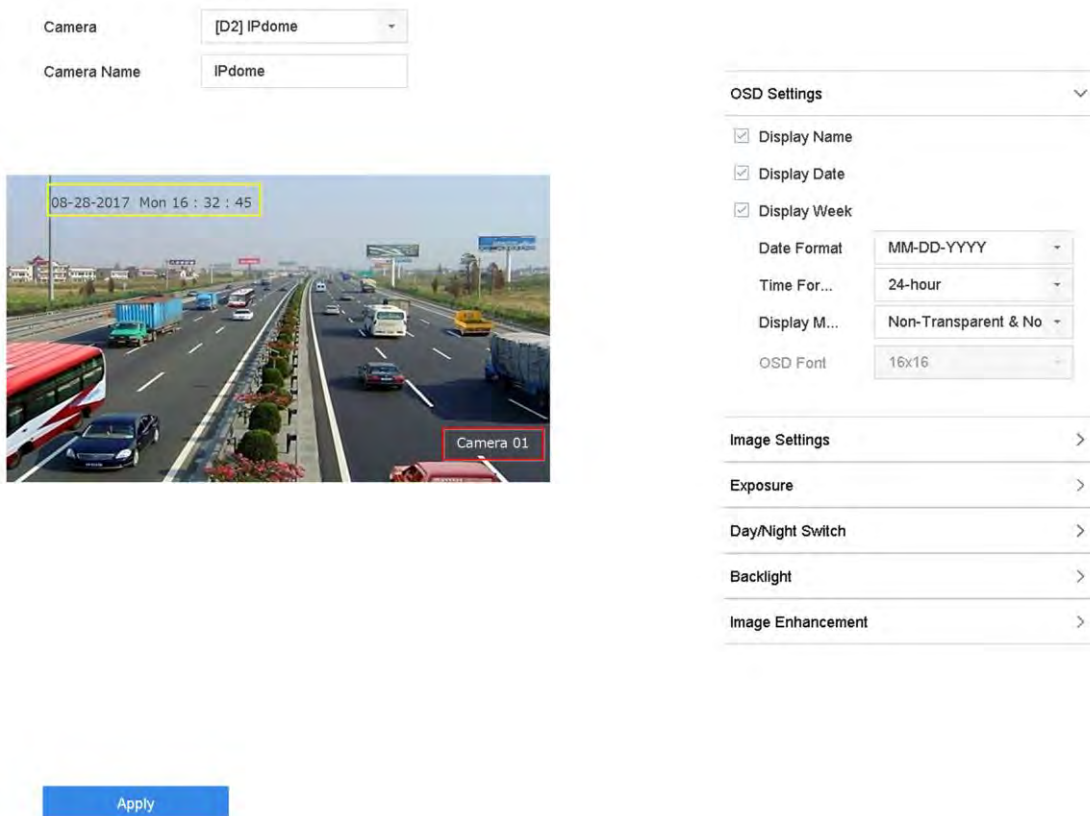 Camera
[D2] IPdome
Camera Name
IPdome
08-28-2017 Mon 16 : 32 : 45
Camera 01
OSD Settings
Display Name
Display Date
Display Week
Date Format
MM-DD-YYYY
Time For...
24-hour
Display M...
Non-Transparent & No
OSD Font
16x16
Image Settings
Exposure
Day/Night Switch
Backlight
Image Enhancement
Apply